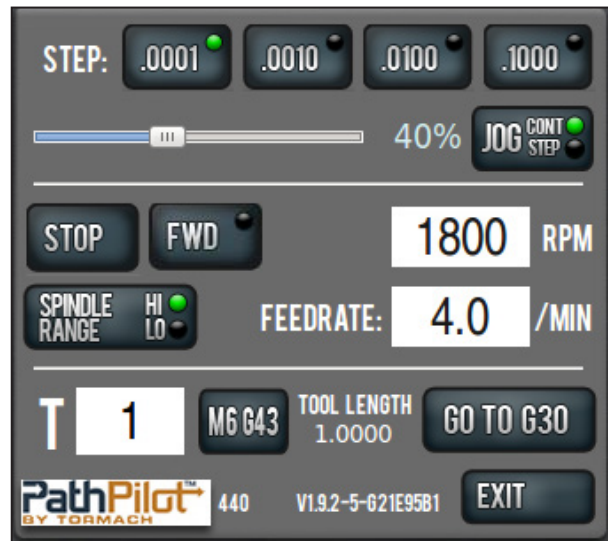 STEP: .0001 .0010 .0100 .1000
40% JOG CONT STEP
STOP FWD 1800 RPM
SPINDLE RANGE HI LO FEEDRATE: 4.0 /MIN
T 1 M6 G43 TOOL LENGTH 1.0000 GO TO G30
PathPilot™ BY TORMACH 440 V1.9.2-5-G21E95B1 EXIT